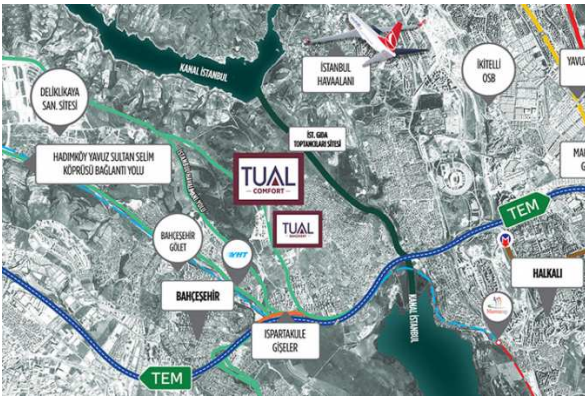 KANAL İSTANBUL
İSTANBUL
HAVAALANI
İKİTELLİ
OSB
DELİKLİKAYA
SAN. SİTESİ
İST. GIDA
TOPTANCILARI SİTESİ
HADIMKÖY YAVUZ SULTAN SELİM
KÖPRÜSÜ BAĞLANTI YOLU
TUAL
COMFORT
TUAL
TEM
BAHÇEŞEHİR
GÖLET
YHT
M
HALKALI
BAHÇEŞEHİR
KANAL İSTANBUL
ISPARTAKULE
GİŞELER
TEM